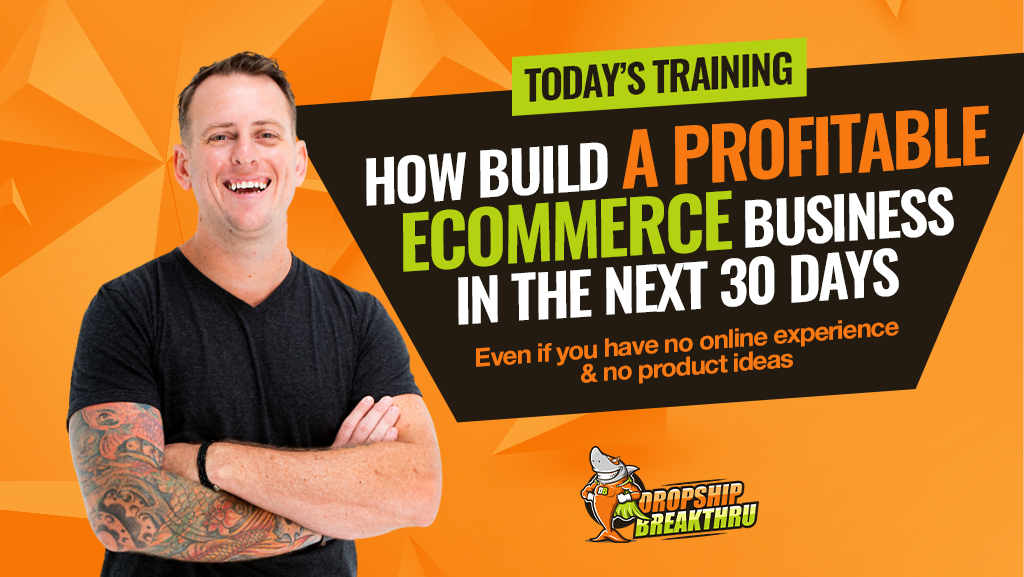 TODAY'S TRAINING
HOW BUILD A PROFITABLE
ECOMMERCE BUSINESS
IN THE NEXT 30 DAYS
Even if you have no online experience
& no product ideas
DB
DROPSHIP
BREAKTHRU